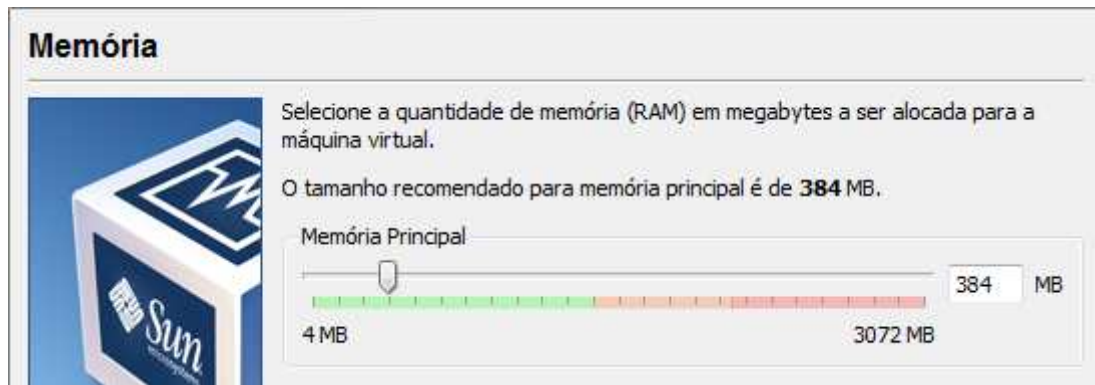 Memória
Selecione a quantidade de memória (RAM) em megabytes a ser alocada para a
máquina virtual.
O tamanho recomendado para memória principal é de 384 MB.
Memória Principal
384 MB
4 MB 3072 MB
Sun
microsystems